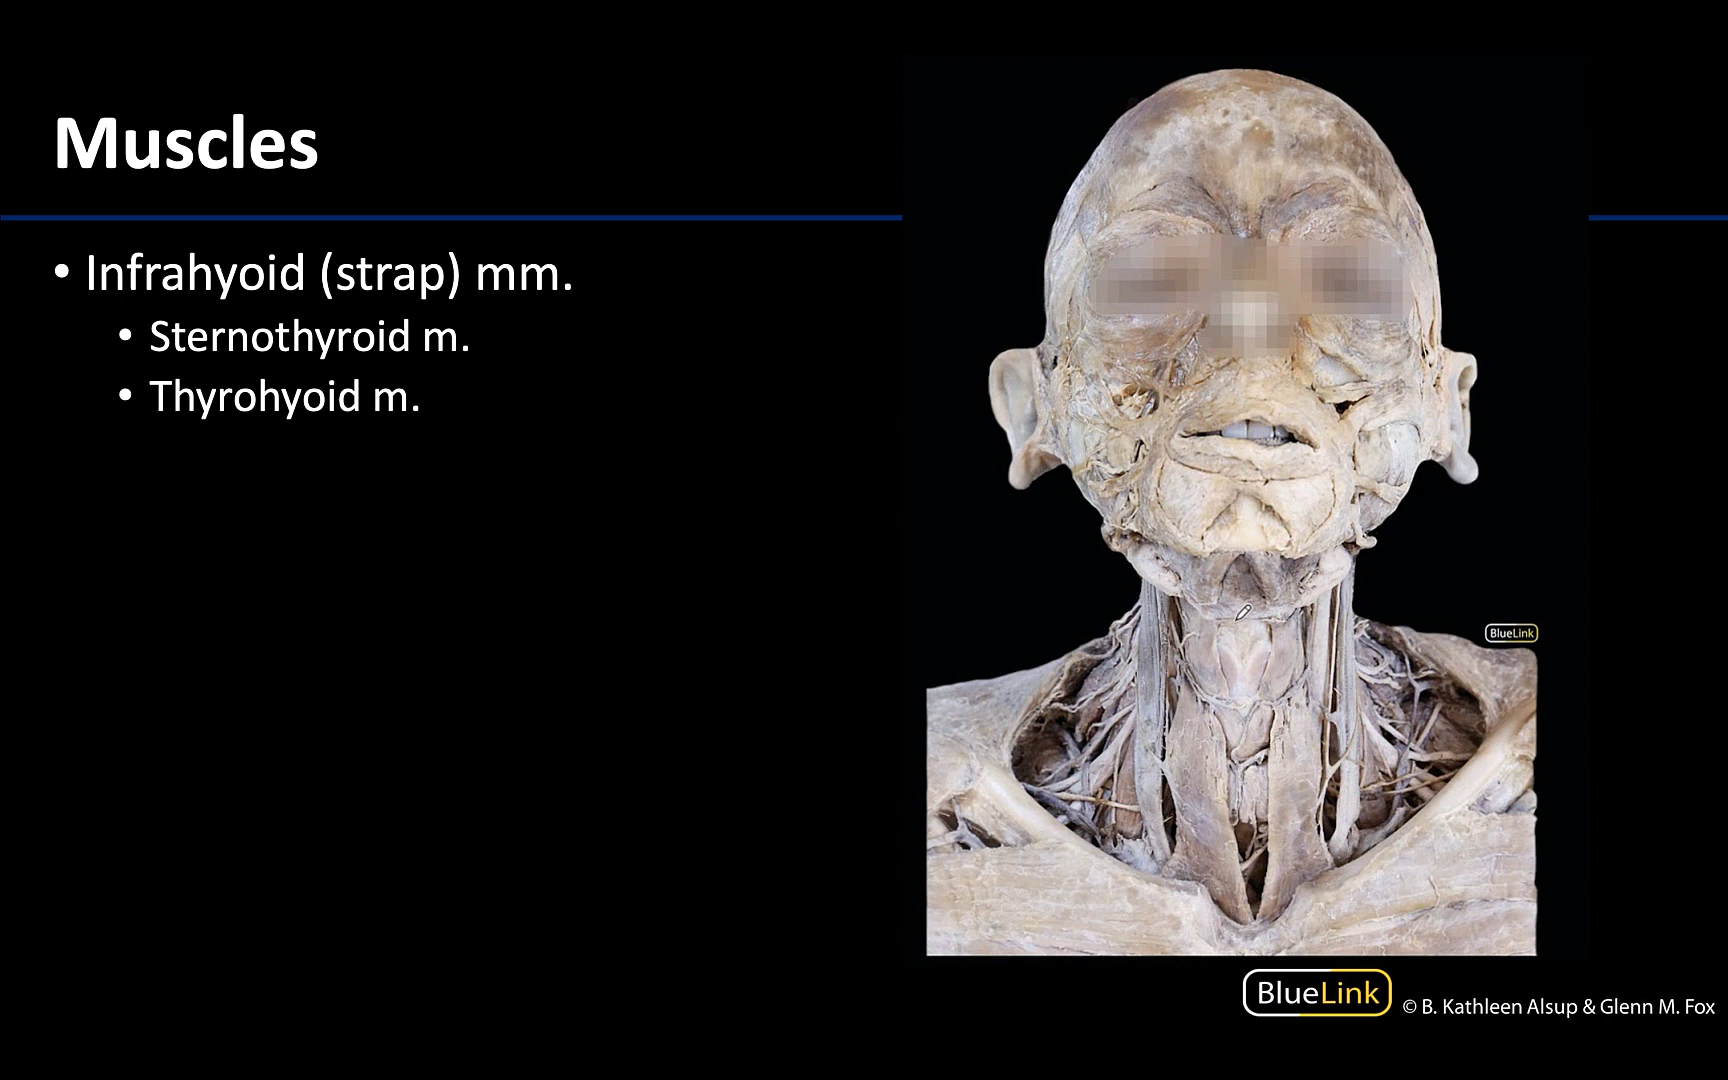 Muscles
• Infrahyoid (strap) mm.
• Sternothyroid m.
• Thyrohyoid m.
BlueLink
BlueLink
© B. Kathleen Alsup & Glenn M. Fox